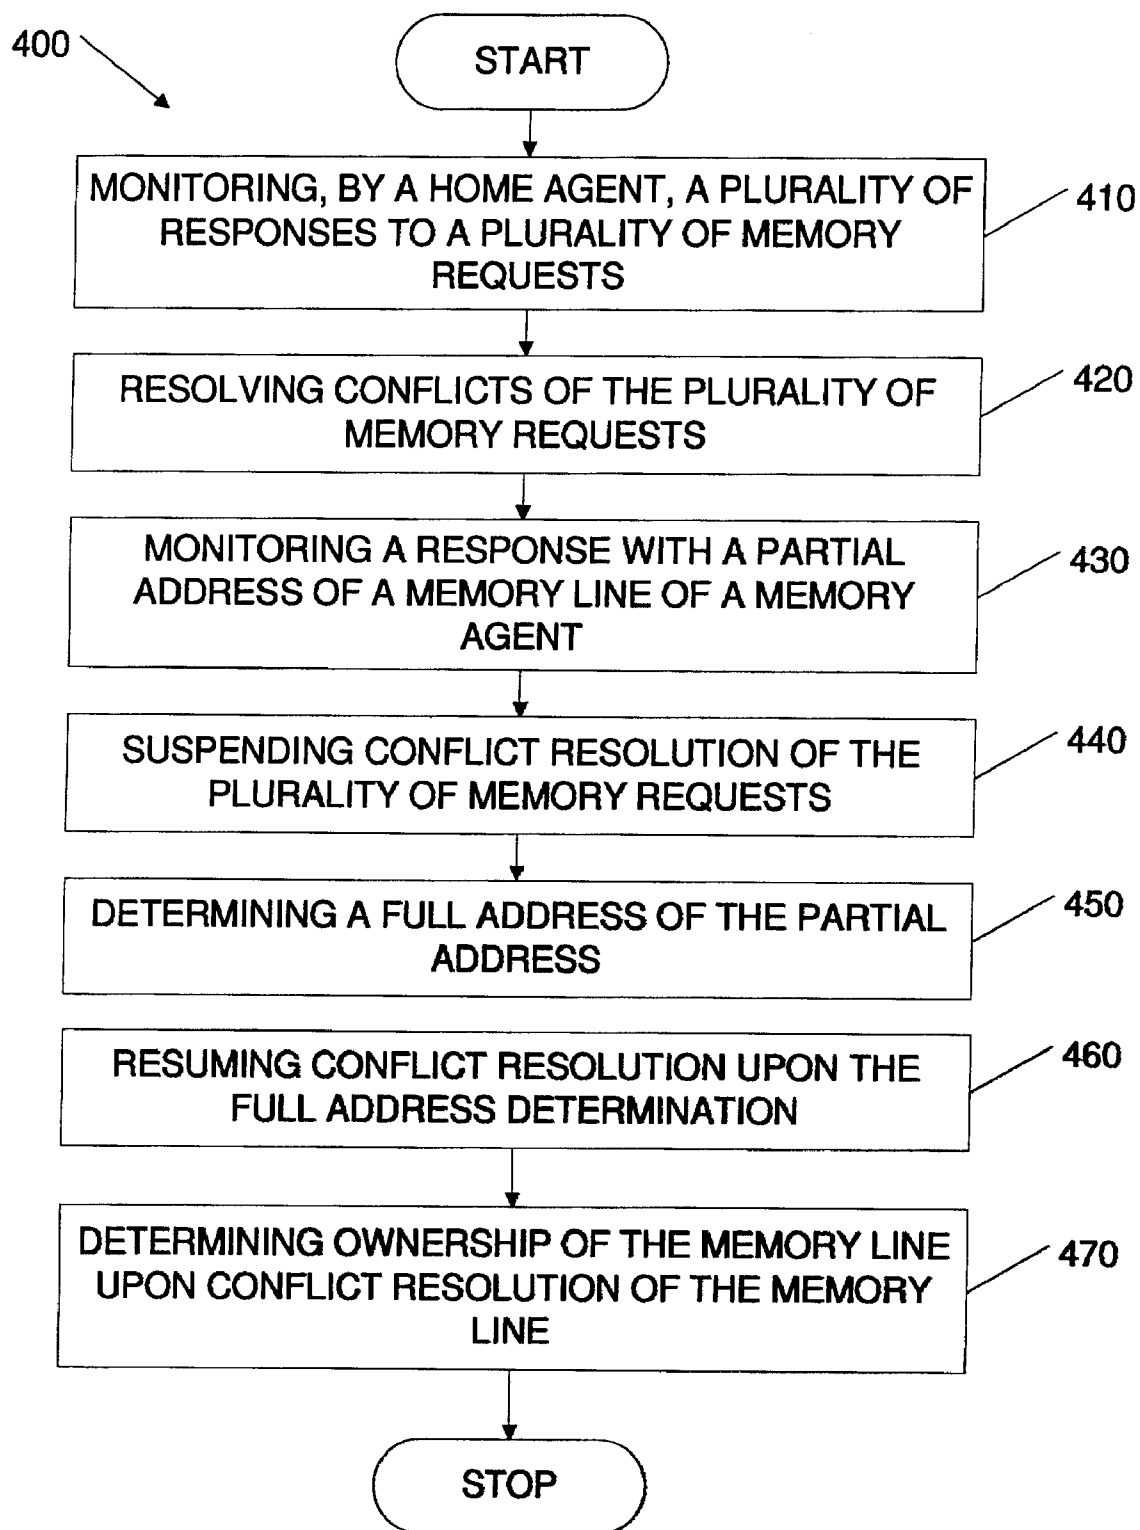 400
START
MONITORING, BY A HOME AGENT, A PLURALITY OF
RESPONSES TO A PLURALITY OF MEMORY
REQUESTS
410
RESOLVING CONFLICTS OF THE PLURALITY OF
MEMORY REQUESTS
420
MONITORING A RESPONSE WITH A PARTIAL
ADDRESS OF A MEMORY LINE OF A MEMORY
AGENT
430
SUSPENDING CONFLICT RESOLUTION OF THE
PLURALITY OF MEMORY REQUESTS
440
DETERMINING A FULL ADDRESS OF THE PARTIAL
ADDRESS
450
RESUMING CONFLICT RESOLUTION UPON THE
FULL ADDRESS DETERMINATION
460
DETERMINING OWNERSHIP OF THE MEMORY LINE
UPON CONFLICT RESOLUTION OF THE MEMORY
LINE
470
STOP